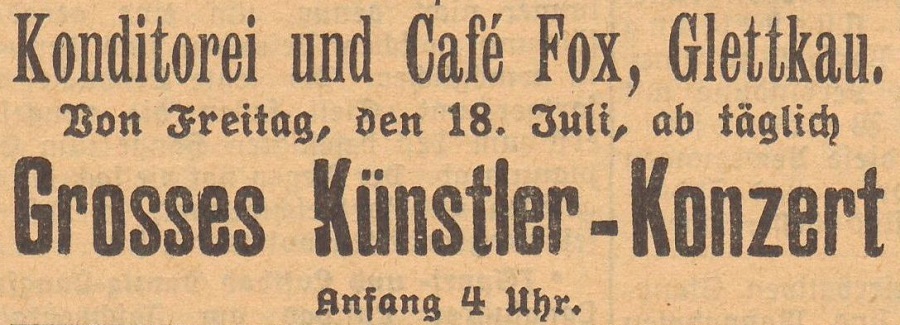 Konditorei und Café Fox, Glettkau.
Von Freitag, den 18. Juli, ab täglich
Grosses Künstler-Konzert
Anfang 4 Uhr.